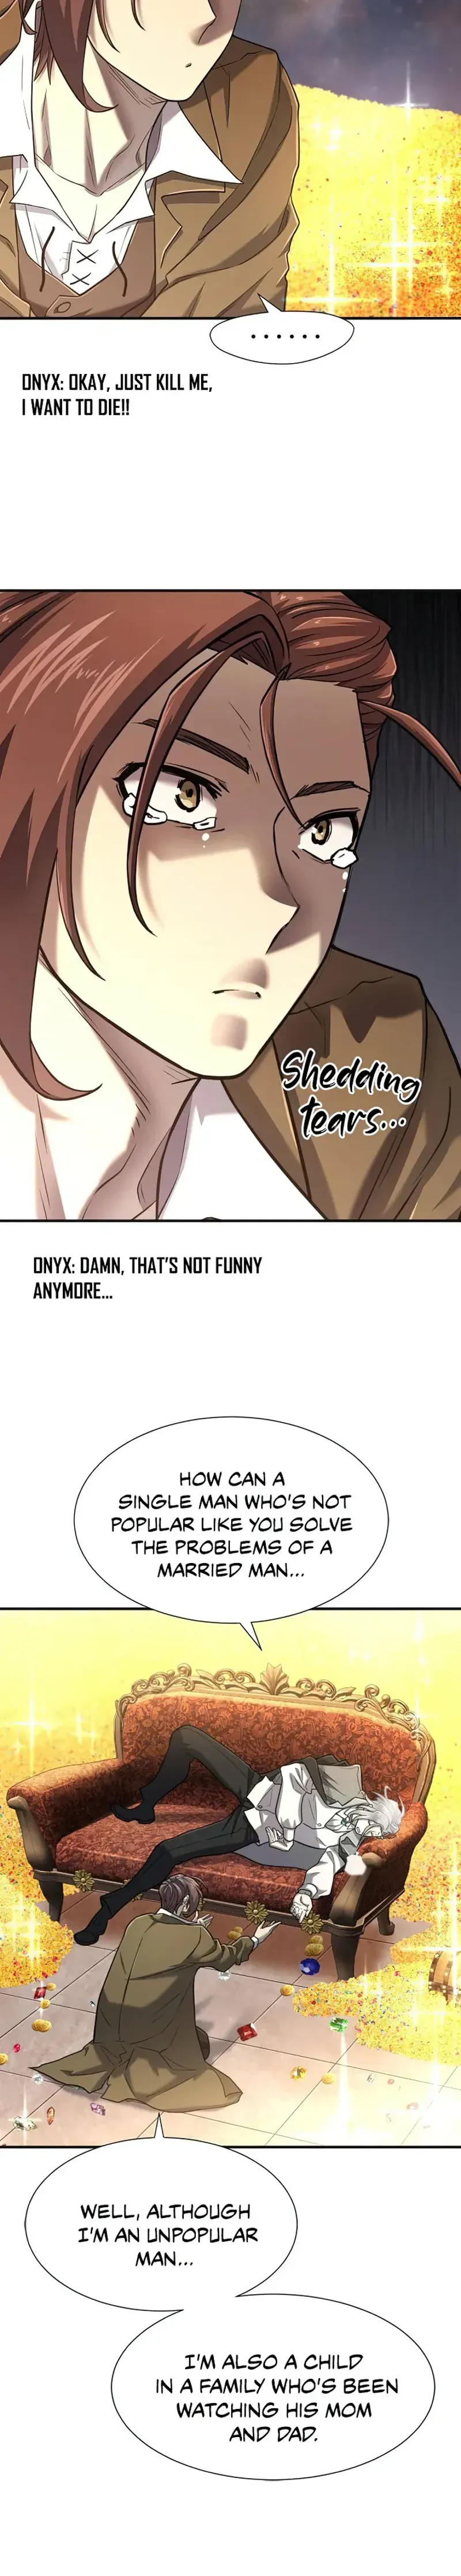 ......
ONYX: OKAY, JUST KILL ME,
I WANT TO DIE!!
Shedding
tears...
ONYX: DAMN, THAT'S NOT FUNNY
ANYMORE...
HOW CAN A
SINGLE MAN WHO'S NOT
POPULAR LIKE YOU SOLVE
THE PROBLEMS OF A
MARRIED MAN...
WELL, ALTHOUGH
I'M AN UNPOPULAR
MAN...
I'M ALSO A CHILD
IN A FAMILY WHO'S BEEN
WATCHING HIS MOM
AND DAD.